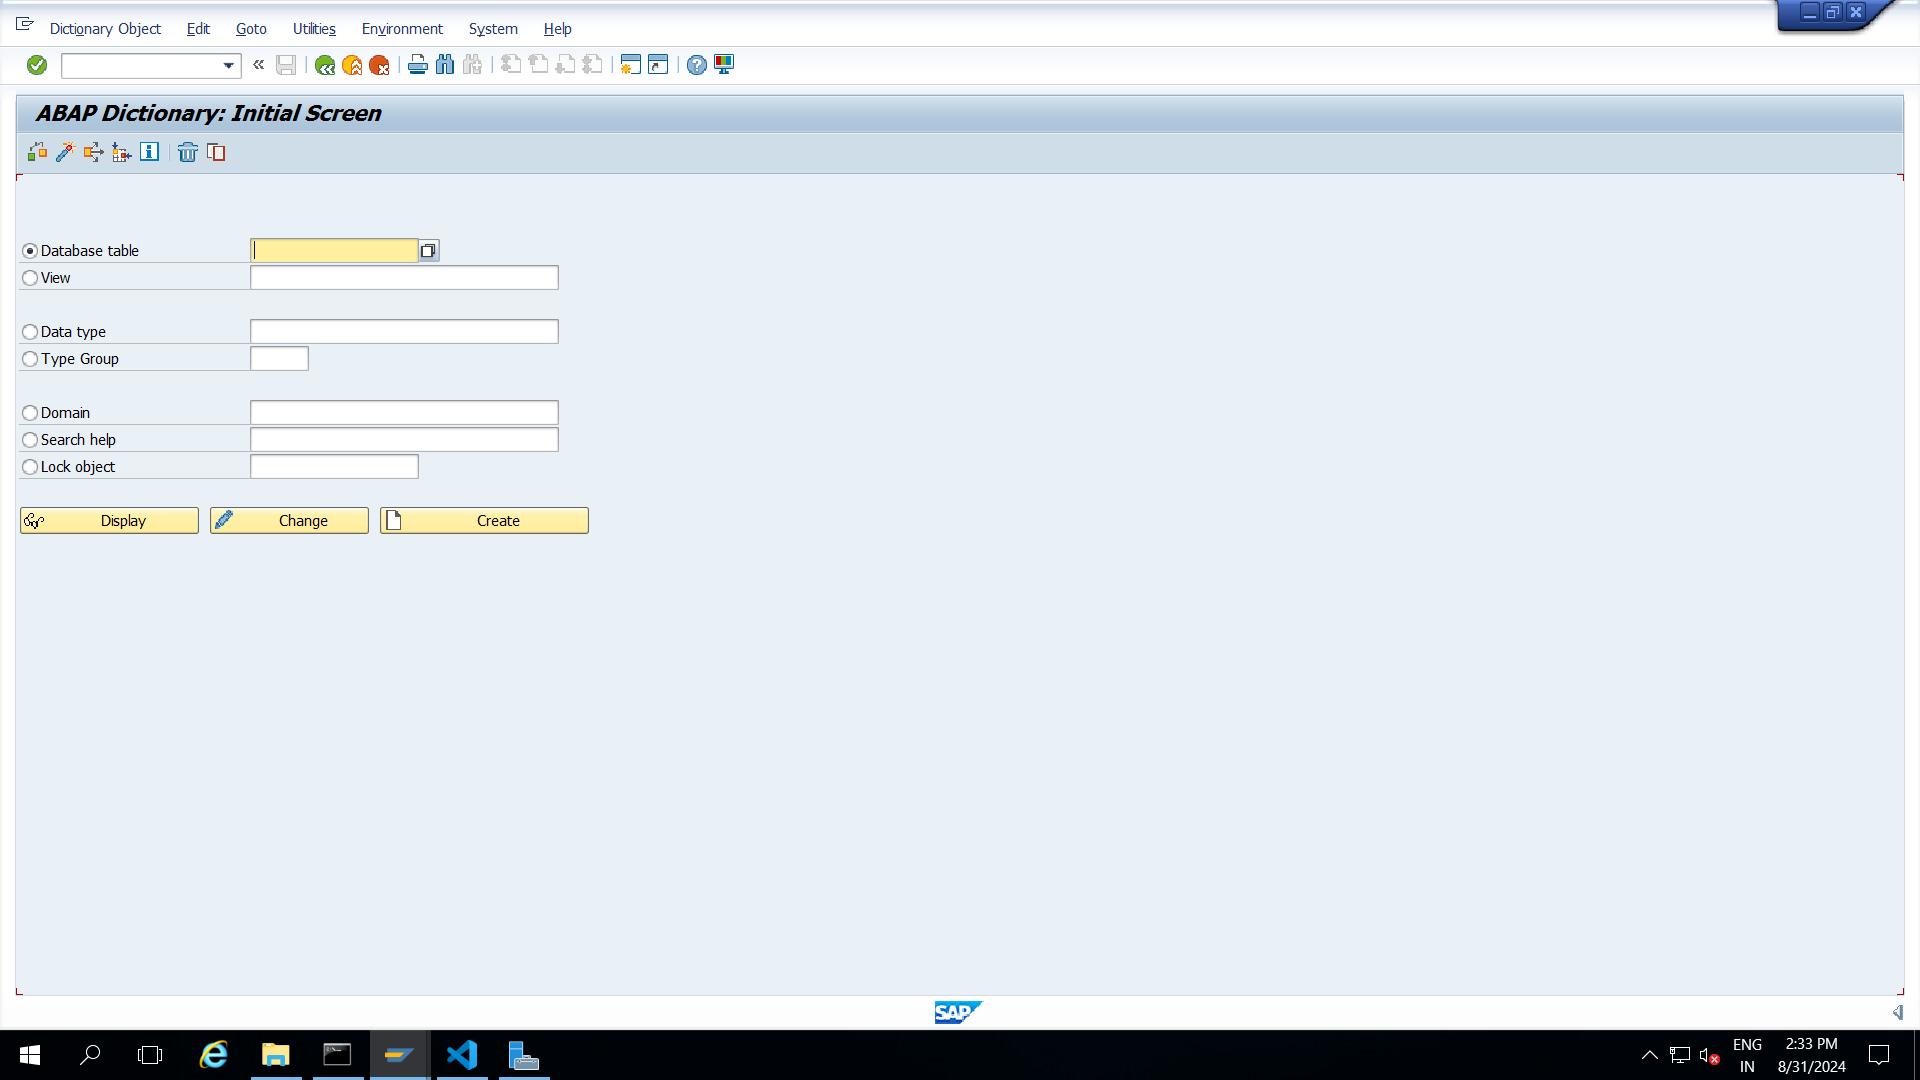 Dictionary Object Edit Goto Utilities Environment System Help
ABAP Dictionary: Initial Screen
Database table
View
Data type
Type Group
Domain
Search help
Lock object
Display Change Create
SAP
ENG 2:33 PM
IN 8/31/2024